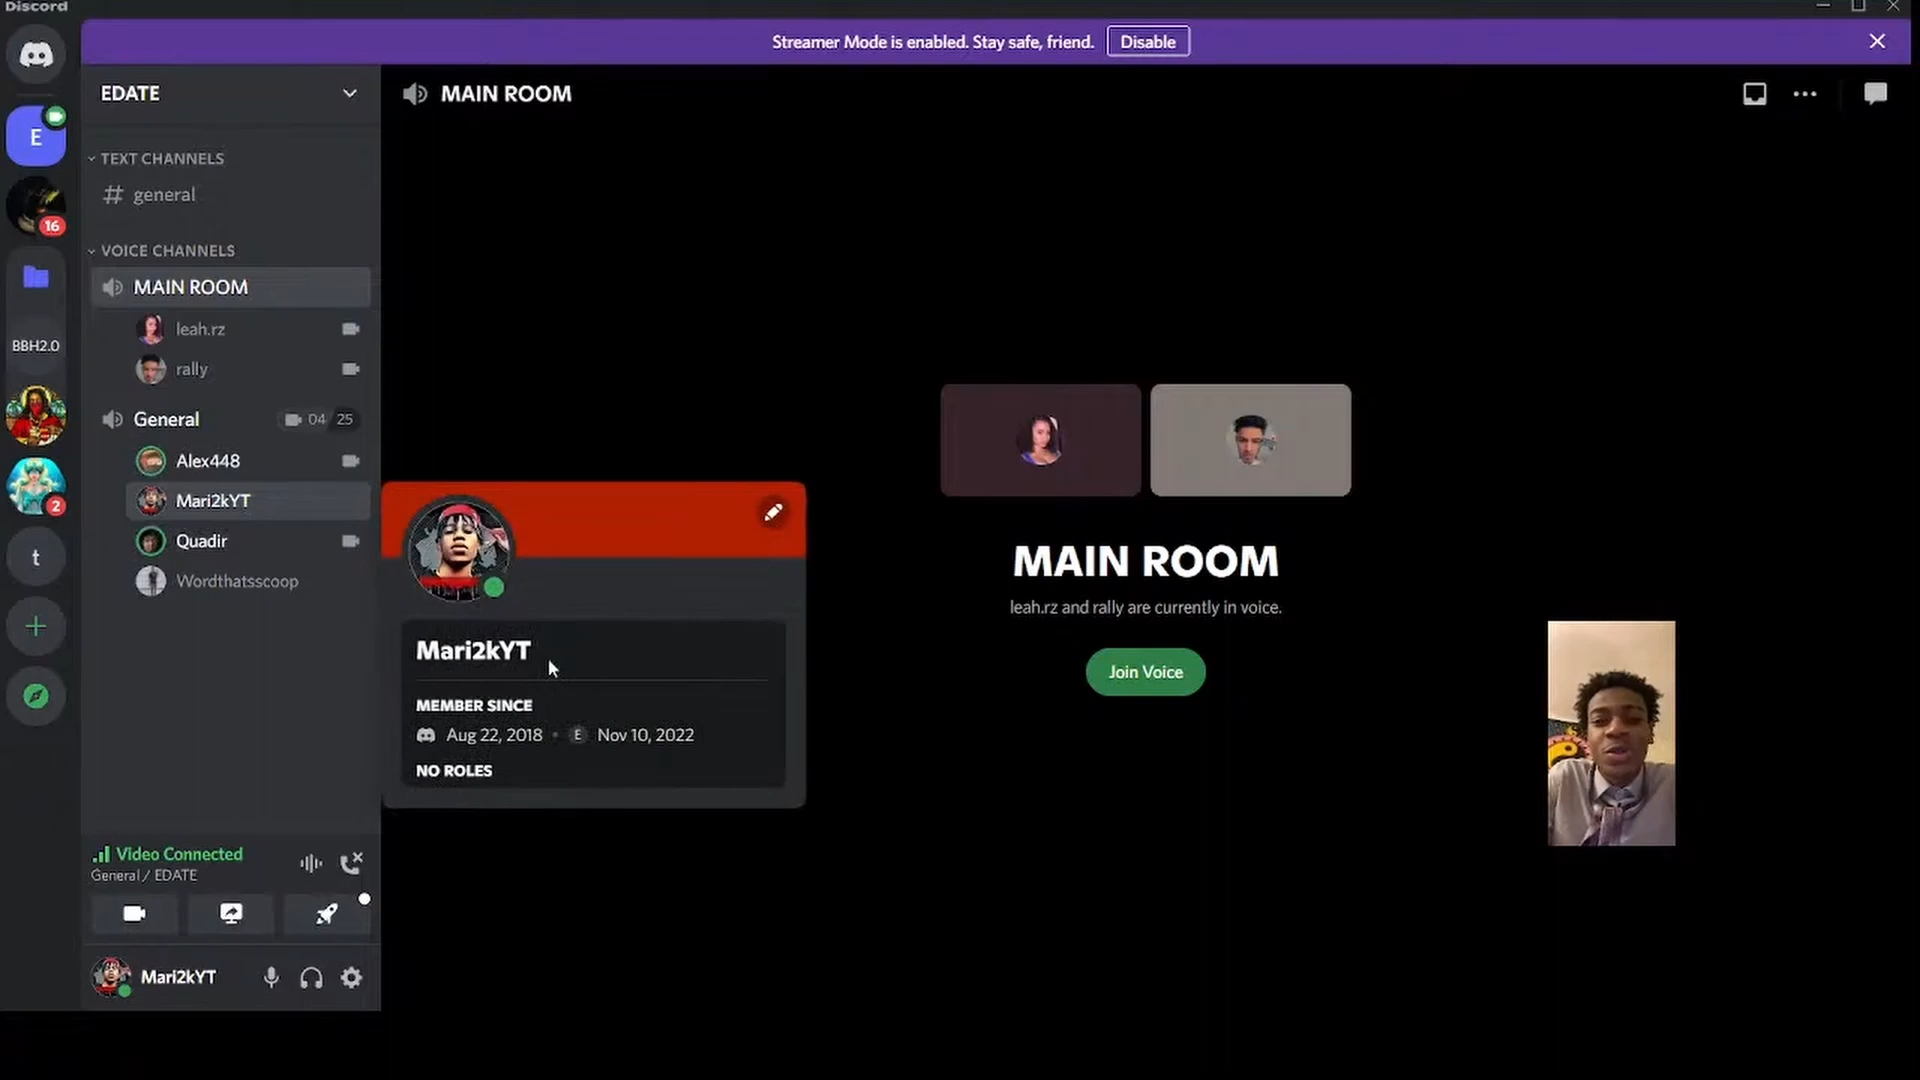 Discord
Streamer Mode is enabled. Stay safe, friend.
Disable
E
16
BBH2.0
2
t
EDATE
TEXT CHANNELS
# general
VOICE CHANNELS
MAIN ROOM
leah.rz
rally
General
04 25
Alex448
Mari2kYT
Quadir
Wordthatsscoop
Video Connected
General / EDATE
Mari2kYT
MAIN ROOM
Mari2kYT
MEMBER SINCE
Aug 22, 2018 • E Nov 10, 2022
NO ROLES
MAIN ROOM
leah.rz and rally are currently in voice.
Join Voice